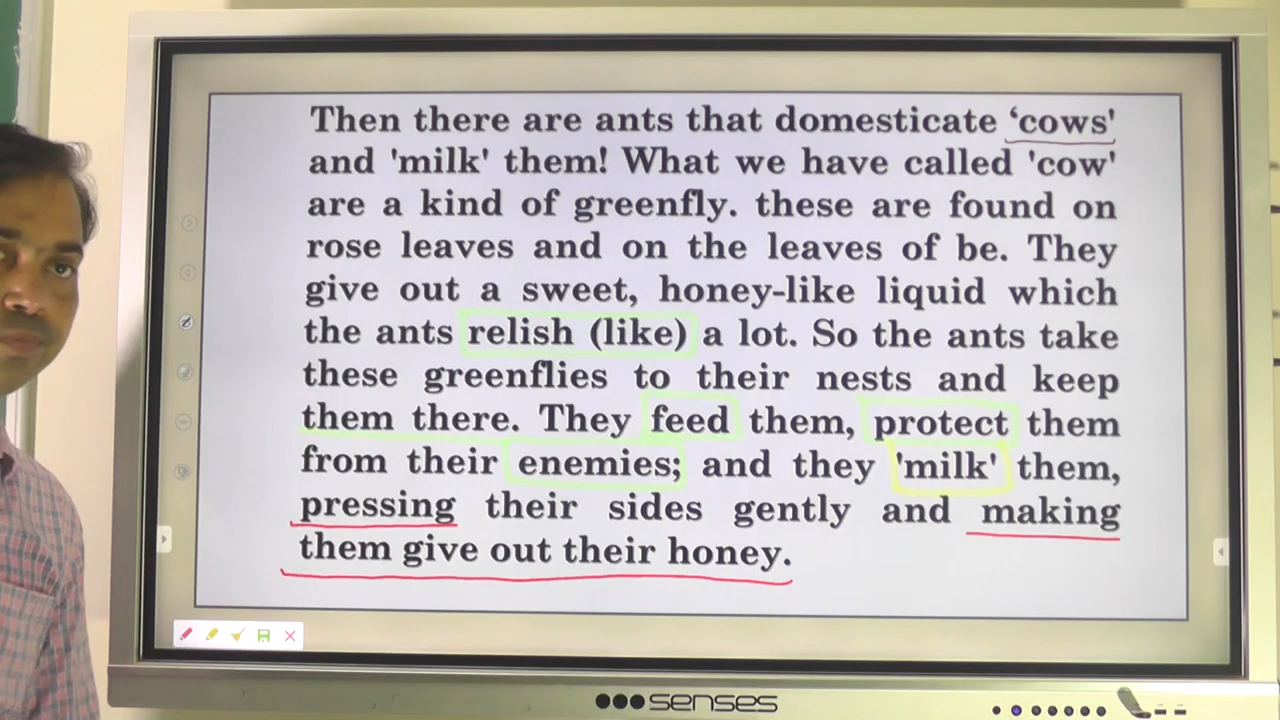 Then there are ants that domesticate ‘cows'
and 'milk' them! What we have called 'cow'
are a kind of greenfly. these are found on
rose leaves and on the leaves of be. They
give out a sweet, honey-like liquid which
the ants relish (like) a lot. So the ants take
these greenflies to their nests and keep
them there. They feed them, protect them
from their enemies; and they 'milk' them,
pressing their sides gently and making
them give out their honey.
senses